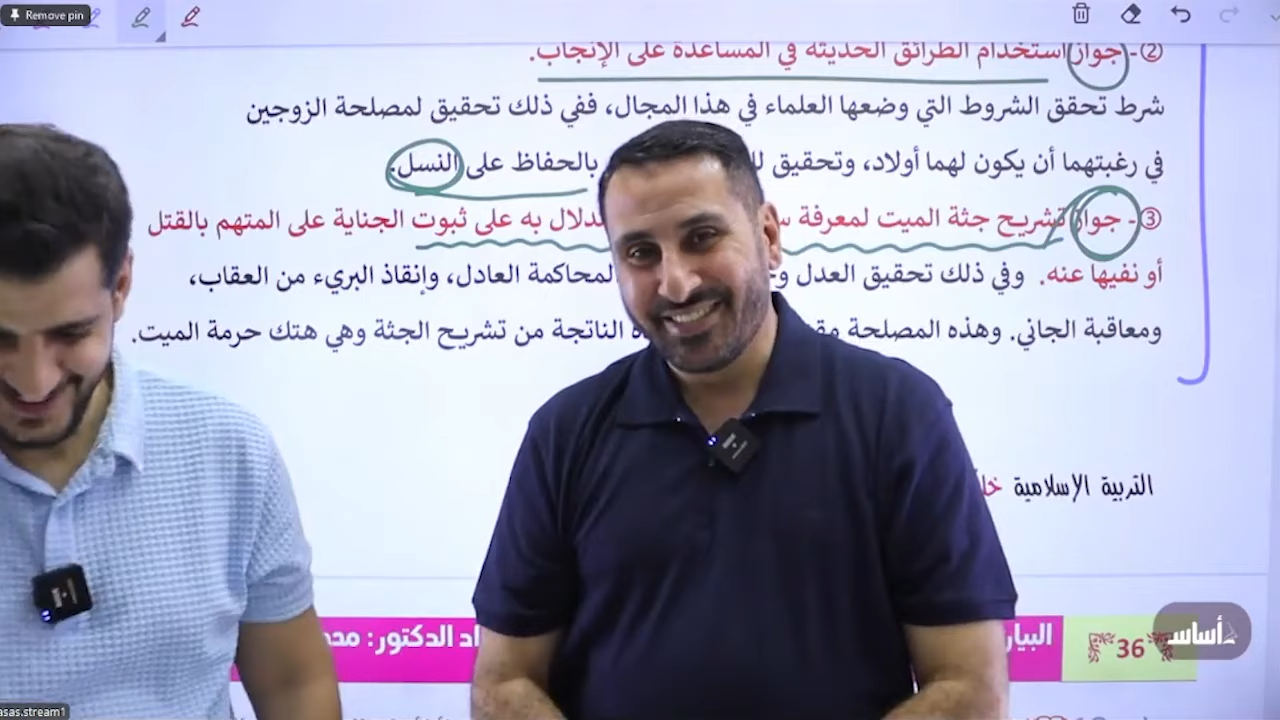 Remove pin
②- جواز استخدام الطرائق الحديثة في المساعدة على الإنجاب.
شرط تحقق الشروط التي وضعها العلماء في هذا المجال، ففي ذلك تحقيق لمصلحة الزوجين
في رغبتهما أن يكون لهما أولاد، وتحقيق بالحفاظ على النسل.
③- جواز تشريح جثة الميت لمعرفة به على ثبوت الجناية على المتهم بالقتل
أو نفيها عنه. وفي ذلك تحقيق العدل المحاكمة العادل، وإنقاذ البريء من العقاب،
ومعاقبة الجاني. وهذه المصلحة الناتجة من تشريح الجثة وهي هتك حرمة الميت.
التربية الإسلامية
الدكتور:
36
أساس
asas.stream1